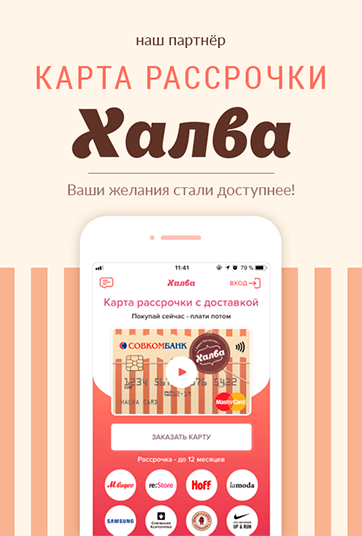 наш партнёр
КАРТА РАССРОЧКИ
Халва
Ваши желания стали доступнее!
11:41
79 %
Халва
ВХОД
Карта рассрочки с доставкой
Покупай сейчас - плати потом
СОВКОМБАНК
Халва
HALVA CARD
MasterCard
ЗАКАЗАТЬ КАРТУ
Рассрочка - до 12 месяцев
М.видео
re:Store
Hoff
lamoda
SAMSUNG
UP & RUN